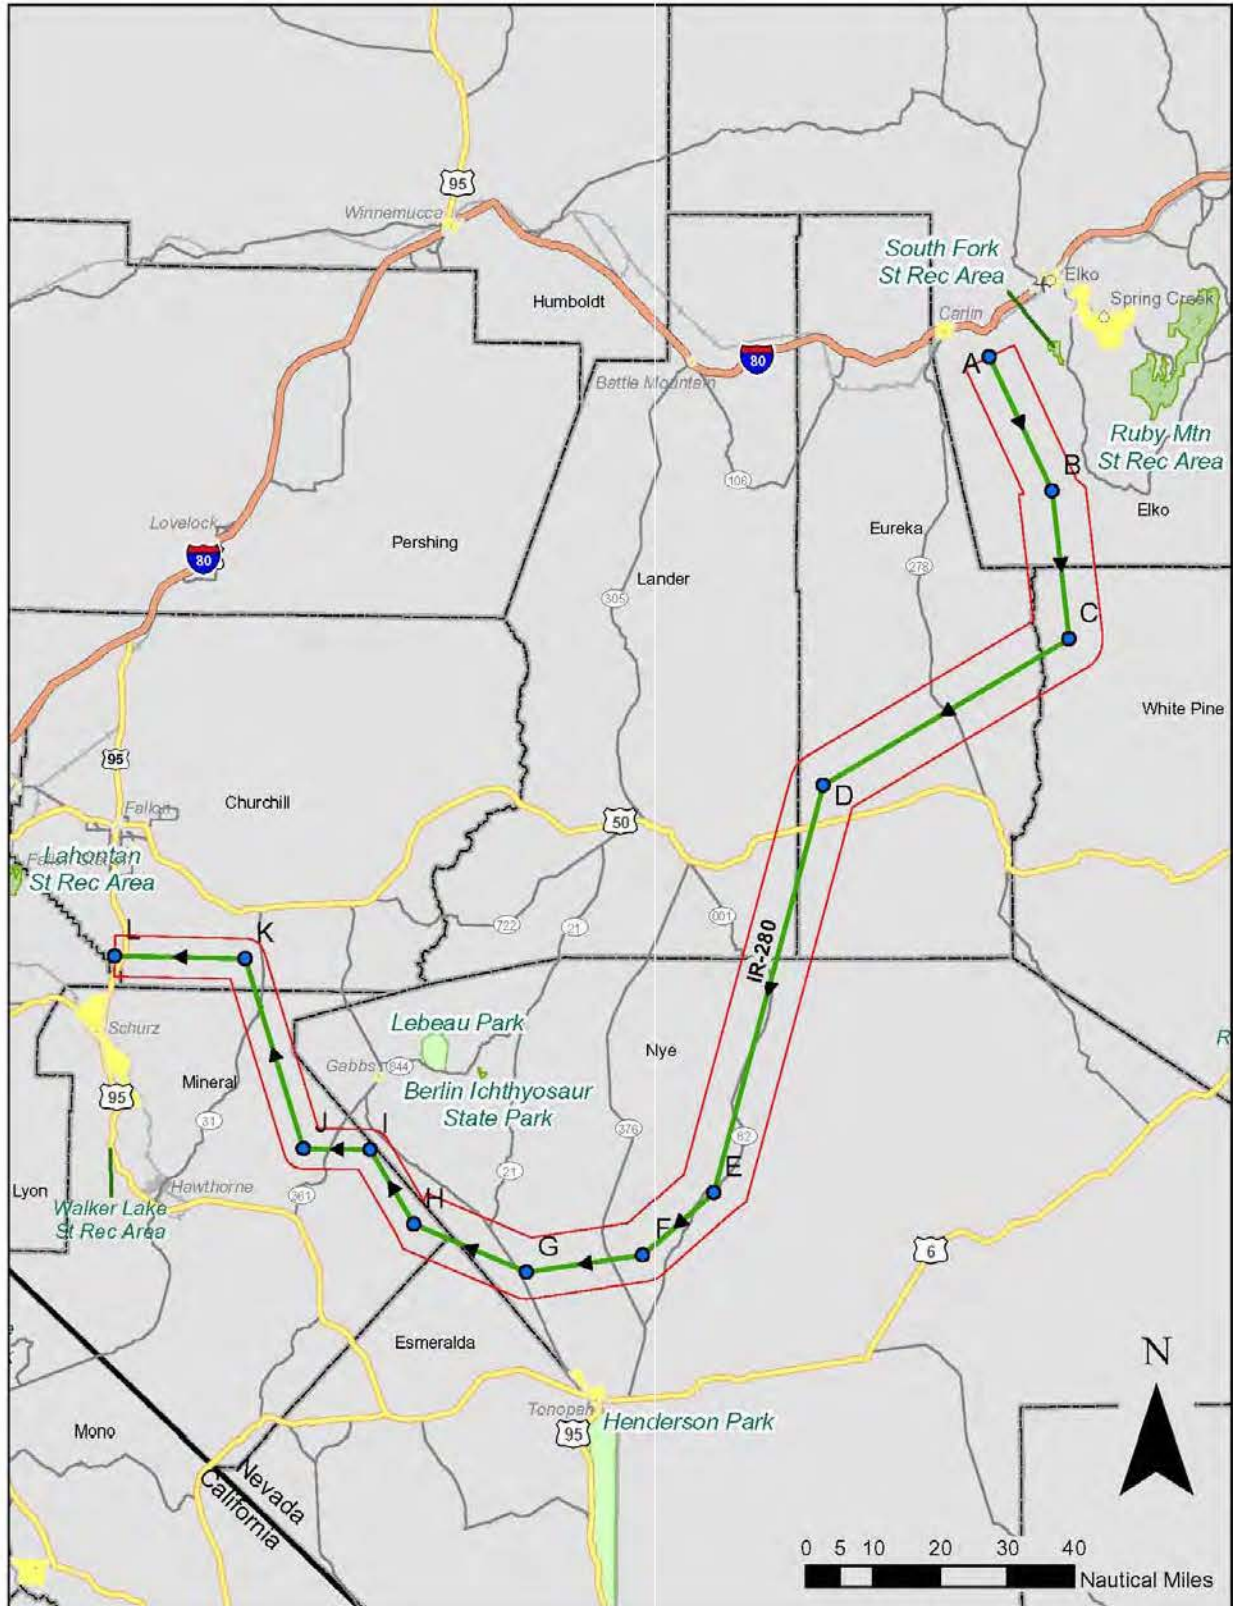 95
Winnemucca
South Fork
St Rec Area
Elko
Spring Creek
Humboldt
Carlin
80
Battle Mountain
A
Ruby Mtn
St Rec Area
B
106
Elko
Lovelock
80
Pershing
Eureka
278
Lander
305
C
White Pine
95
D
Churchill
50
Fallon
Lahontan
St Rec Area
722
21
001
L
K
IR-280
Schurz
Lebeau Park
Nye
Gabbs
844
Berlin Ichthyosaur
State Park
Mineral
95
31
J
I
376
82
21
E
Lyon
Hawthorne
361
H
Walker Lake
St Rec Area
F
G
6
Esmeralda
N
Tonopah
Henderson Park
95
Mono
Nevada
California
0 5 10 20 30 40
Nautical Miles
R